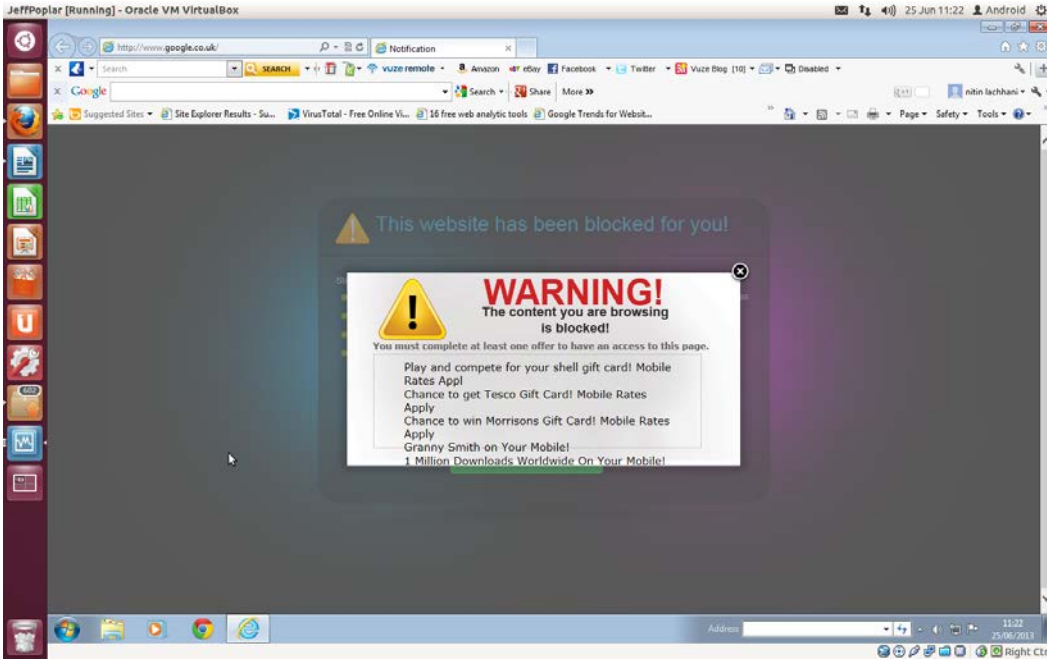 JeffPoplar [Running] - Oracle VM VirtualBox
25 Jun 11:22 Android
http://www.google.co.uk/
Notification
Search
SEARCH
vuze remote
Amazon
eBay
Facebook
Twitter
Vuze Blog [10]
Disabled
Google
Search
Share
More »
nitin lachhani
Suggested Sites
Site Explorer Results - Su...
VirusTotal - Free Online Vi...
16 free web analytic tools
Google Trends for Websit...
Page
Safety
Tools
This website has been blocked for you!
WARNING!
The content you are browsing
is blocked!
You must complete at least one offer to have an access to this page.
Play and compete for your shell gift card! Mobile
Rates Appl
Chance to get Tesco Gift Card! Mobile Rates
Apply
Chance to win Morrisons Gift Card! Mobile Rates
Apply
Granny Smith on Your Mobile!
1 Million Downloads Worldwide On Your Mobile!
Address
11:22
25/06/2013
Right Ctrl